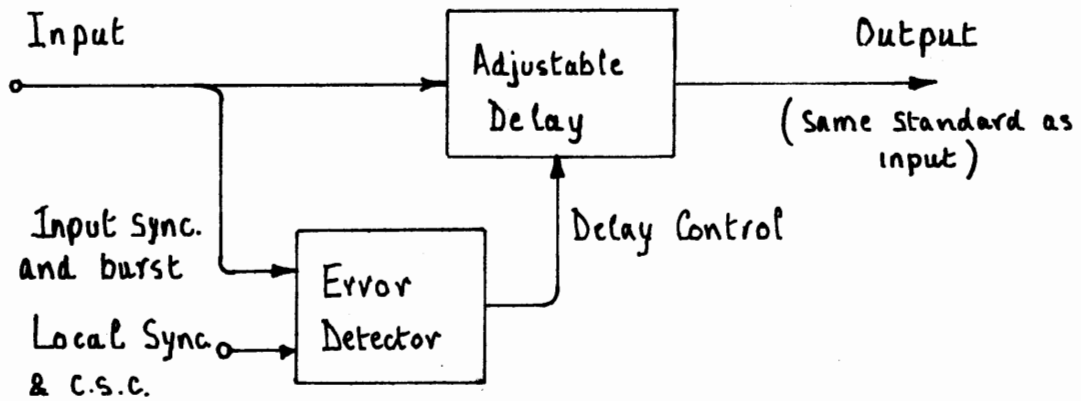 Input
Adjustable
Delay
Output
(Same standard as
input)
Input Sync.
and burst
Delay Control
Error
Detector
Local Sync.
& C.S.C.